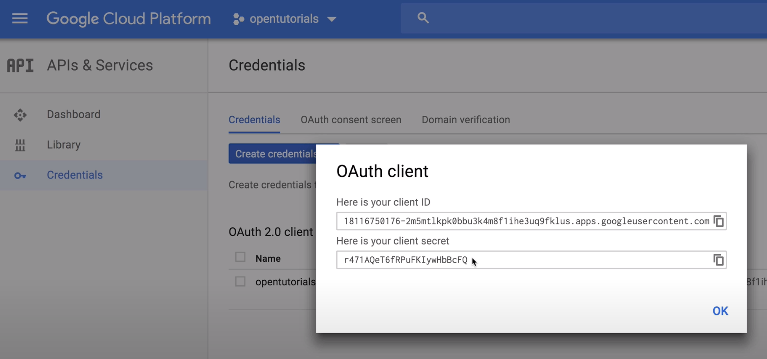 Google Cloud Platform opentutorials
API APIs & Services
Credentials
Dashboard
Library
Credentials
Credentials OAuth consent screen Domain verification
Create credentials
Create credentials
OAuth 2.0 client
Name
opentutorials
OAuth client
Here is your client ID
18116750176-2m5mtlkpk0bbu3k4m8f1ihe3uq9fklus.apps.googleusercontent.com
Here is your client secret
r471AQeT6fRPuFKIywHbBcFQ
OK